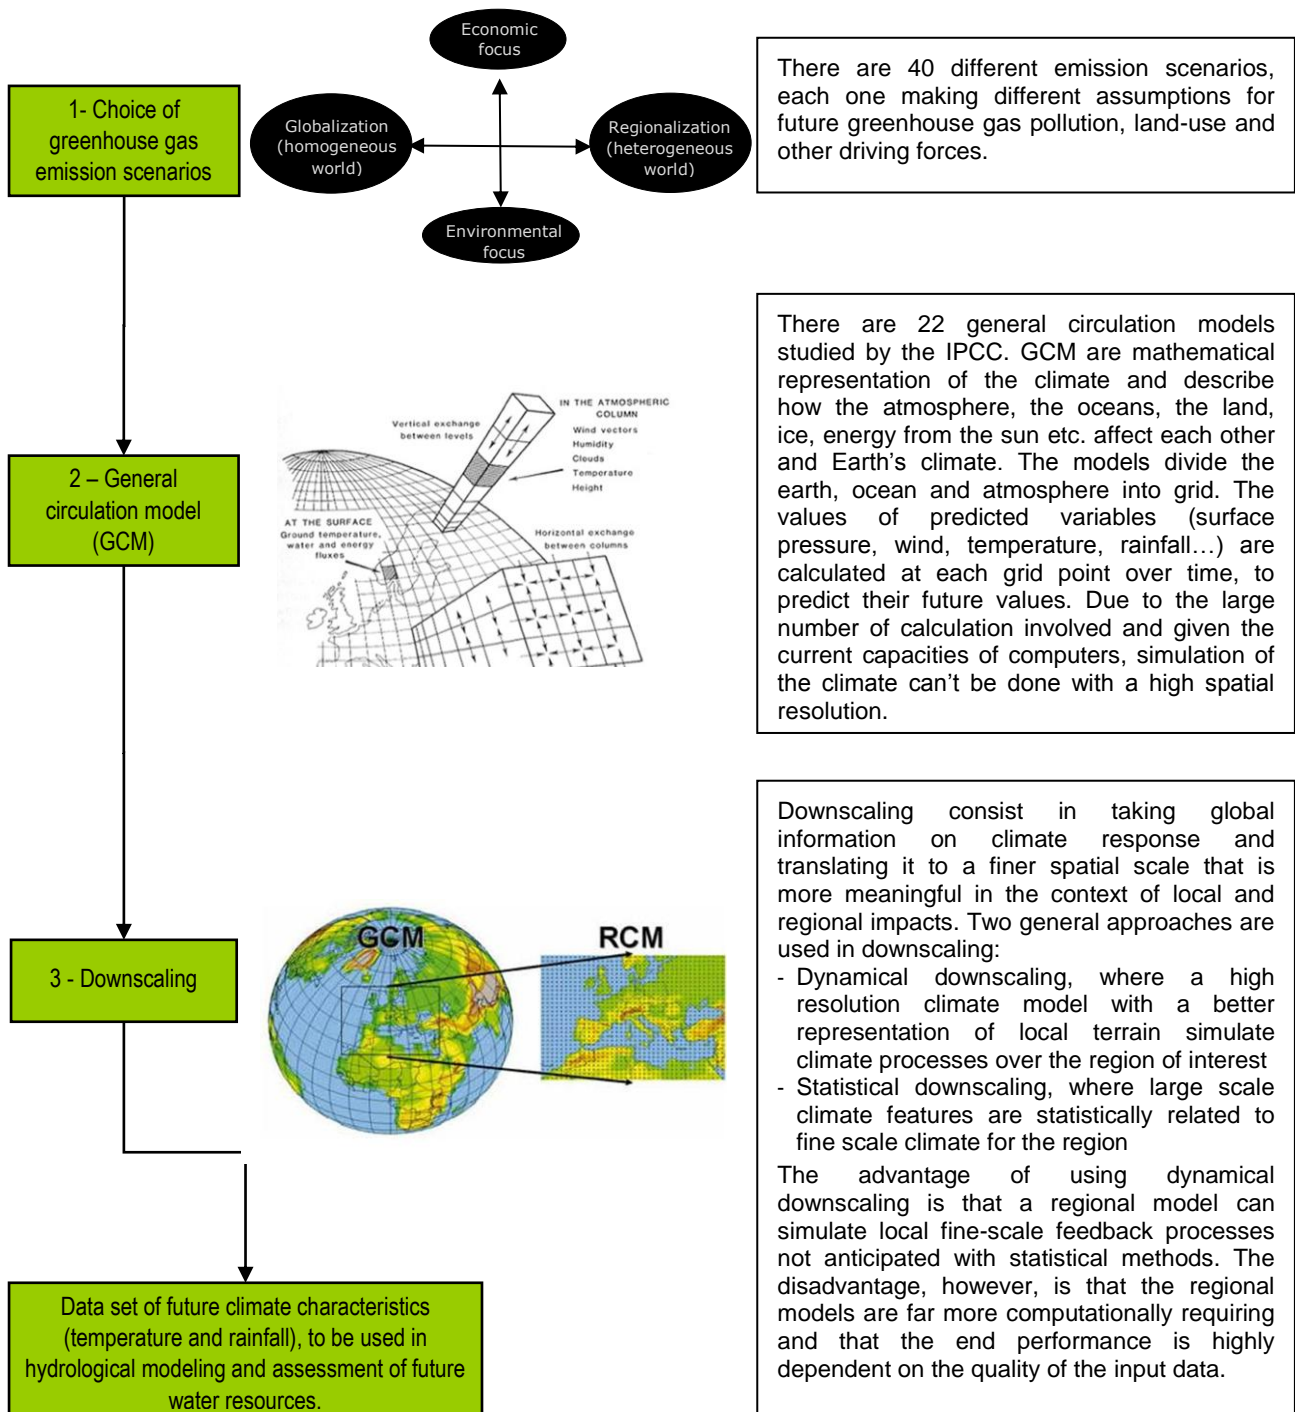 1- Choice of
greenhouse gas
emission scenarios
Economic
focus
Globalization
(homogeneous
world)
Regionalization
(heterogeneous
world)
Environmental
focus
There are 40 different emission scenarios,
each one making different assumptions for
future greenhouse gas pollution, land-use and
other driving forces.
2 – General
circulation model
(GCM)
Vertical exchange
between levels
IN THE ATMOSPHERIC
COLUMN
Wind vectors
Humidity
Clouds
Temperature
Height
AT THE SURFACE
Ground temperature,
water and energy
fluxes
Horizontal exchange
between columns
There are 22 general circulation models
studied by the IPCC. GCM are mathematical
representation of the climate and describe
how the atmosphere, the oceans, the land,
ice, energy from the sun etc. affect each other
and Earth’s climate. The models divide the
earth, ocean and atmosphere into grid. The
values of predicted variables (surface
pressure, wind, temperature, rainfall…) are
calculated at each grid point over time, to
predict their future values. Due to the large
number of calculation involved and given the
current capacities of computers, simulation of
the climate can’t be done with a high spatial
resolution.
3 - Downscaling
GCM
RCM
Downscaling consist in taking global
information on climate response and
translating it to a finer spatial scale that is
more meaningful in the context of local and
regional impacts. Two general approaches are
used in downscaling:
- Dynamical downscaling, where a high
resolution climate model with a better
representation of local terrain simulate
climate processes over the region of interest
- Statistical downscaling, where large scale
climate features are statistically related to
fine scale climate for the region
The advantage of using dynamical
downscaling is that a regional model can
simulate local fine-scale feedback processes
not anticipated with statistical methods. The
disadvantage, however, is that the regional
models are far more computationally requiring
and that the end performance is highly
dependent on the quality of the input data.
Data set of future climate characteristics
(temperature and rainfall), to be used in
hydrological modeling and assessment of future
water resources.